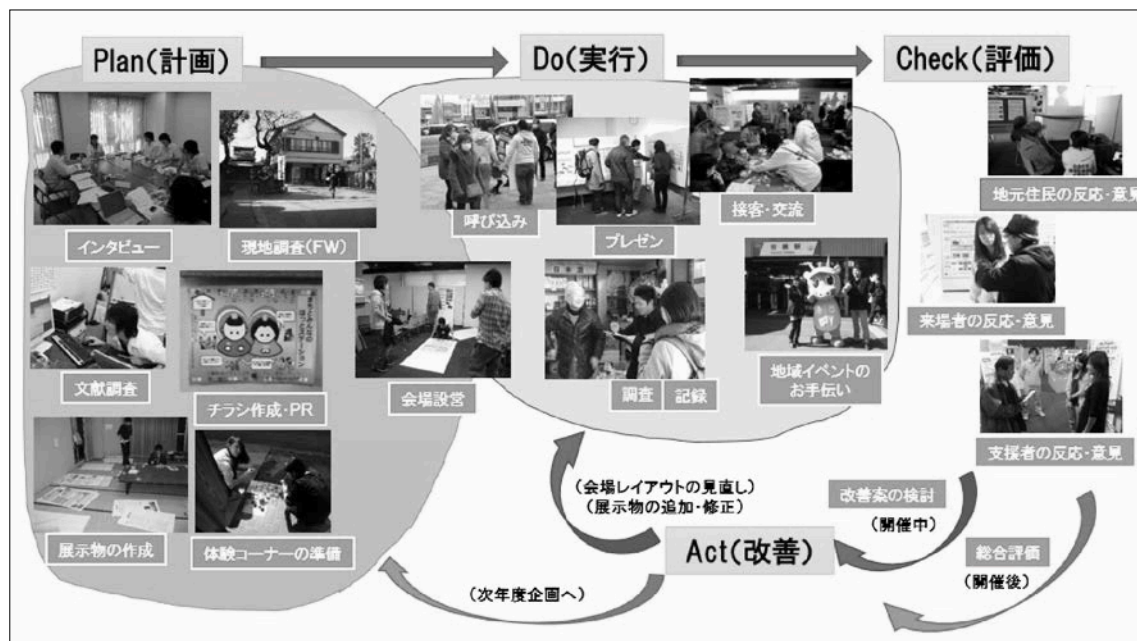 Plan(計画)
Do(実行)
Check(評価)
インタビュー
現地調査(FW)
文献調査
チラシ作成・PR
展示物の作成
体験コーナーの準備
会場設営
呼び込み
プレゼン
接客・交流
調査
記録
地域イベントの
お手伝い
地元住民の反応・意見
来場者の反応・意見
支援者の反応・意見
改善案の検討
(開催中)
総合評価
(開催後)
Act(改善)
(会場レイアウトの見直し)
(展示物の追加・修正)
(次年度企画へ)